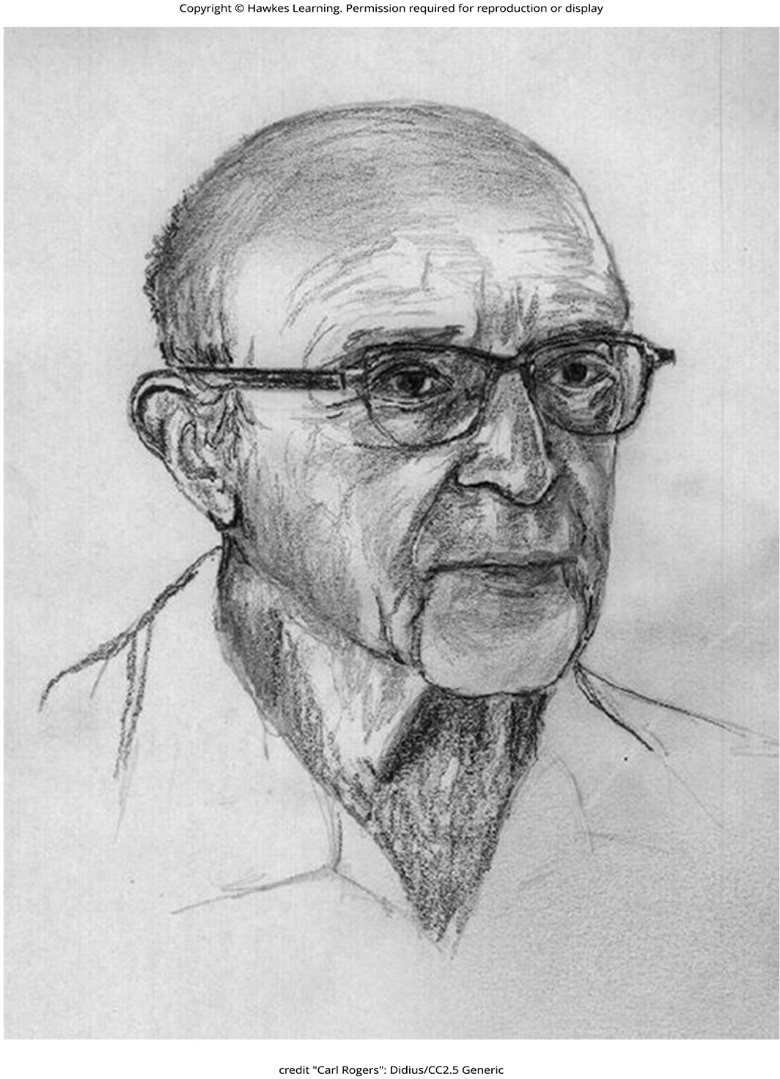 Copyright © Hawkes Learning. Permission required for reproduction or display
credit "Carl Rogers": Didius/CC2.5 Generic